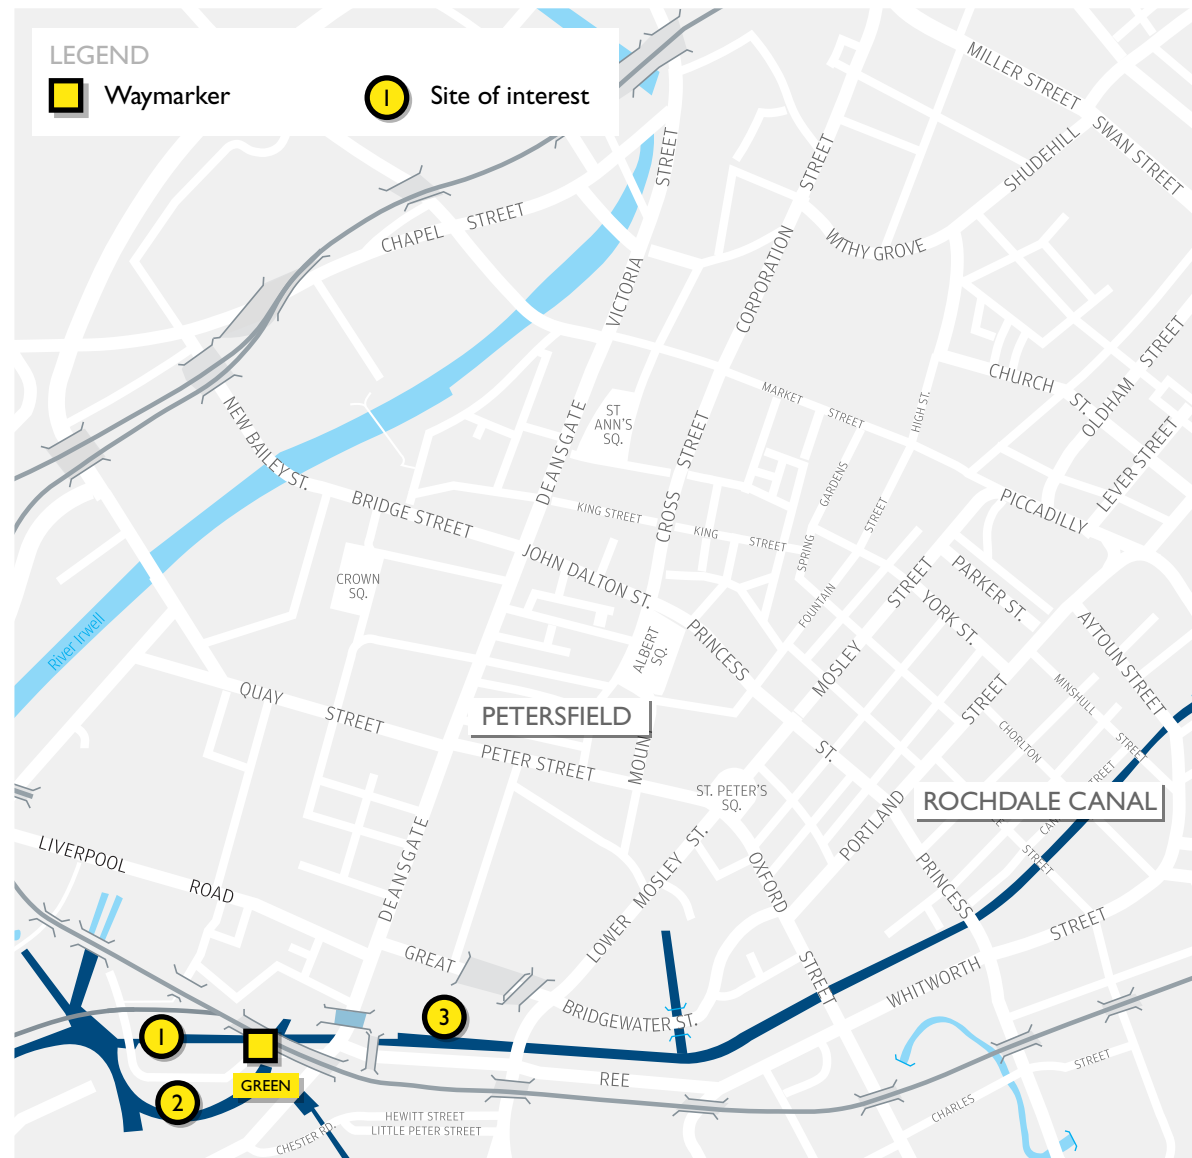 LEGEND
Waymarker
1
Site of interest
MILLER STREET
SWAN STREET
SHUDEHILL
STREET
STREET
CHAPEL STREET
WITHY GROVE
CORPORATION
VICTORIA
CHURCH
ST.
OLDHAM STREET
NEW BAILEY ST.
MARKET
STREET
HIGH ST.
ST
ANN'S
SQ.
DEANSGATE
CROSS STREET
LEVER STREET
BRIDGE STREET
KING STREET
KING
STREET
GARDENS
SPRING
STREET
FOUNTAIN
PICCADILLY
JOHN DALTON ST.
CROWN
SQ.
STREET
MOSLEY
PARKER ST.
YORK ST.
AYTOUN STREET
River Irwell
ALBERT
SQ.
PRINCESS
ST.
MINSHULL
STREET
QUAY
STREET
STREET
CHORLTON
PETERSFIELD
MOUN
PETER STREET
ST. PETER'S
SQ.
ROCHDALE CANAL
TREET
CAN
STREET
PORTLAND
LIVERPOOL
ROAD
DEANSGATE
LOWER MOSLEY ST.
OXFORD
STREET
PRINCESS
STREET
WHITWORTH
GREAT
BRIDGEWATER ST.
3
1
GREEN
2
REE
STREET
CHARLES
HEWITT STREET
LITTLE PETER STREET
CHESTER RD.